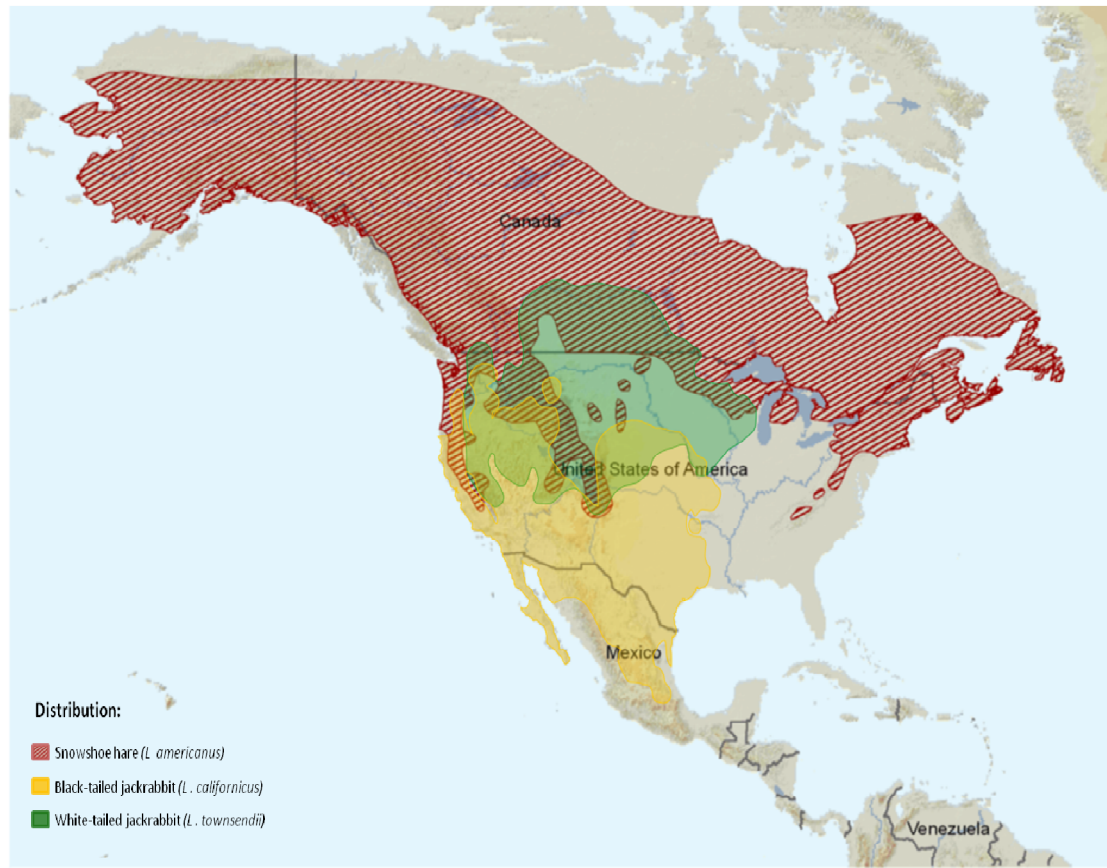 Canada
United States of America
Mexico
Distribution:
Snowshoe hare (L. americanus)
Black-tailed jackrabbit (L. californicus)
White-tailed jackrabbit (L. townsendii)
Venezuela